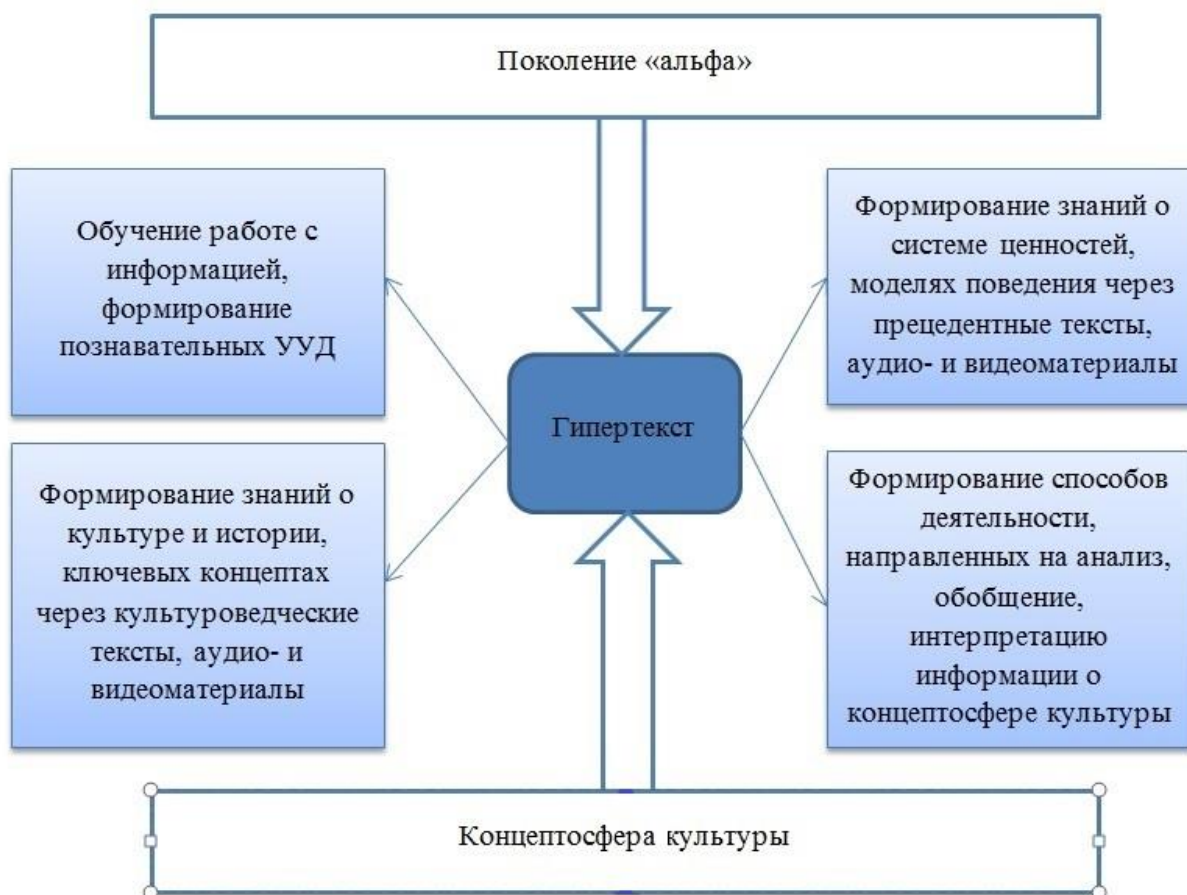 Поколение «альфа»
Обучение работе с
информацией,
формирование
познавательных УУД
Формирование знаний о
системе ценностей,
моделях поведения через
прецедентные тексты,
аудио- и видеоматериалы
Гипертекст
Формирование знаний о
культуре и истории,
ключевых концептах
через культуроведческие
тексты, аудио- и
видеоматериалы
Формирование способов
деятельности,
направленных на анализ,
обобщение,
интерпретацию
информации о
концептосфере культуры
Концептосфера культуры